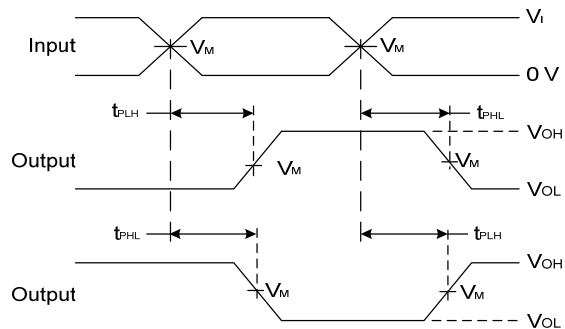 VI
Input VM VM
0 V
tPLH tPHL
VOH
Output VM VM
VOL
tPHL tPLH
VOH
Output VM VM
VOL